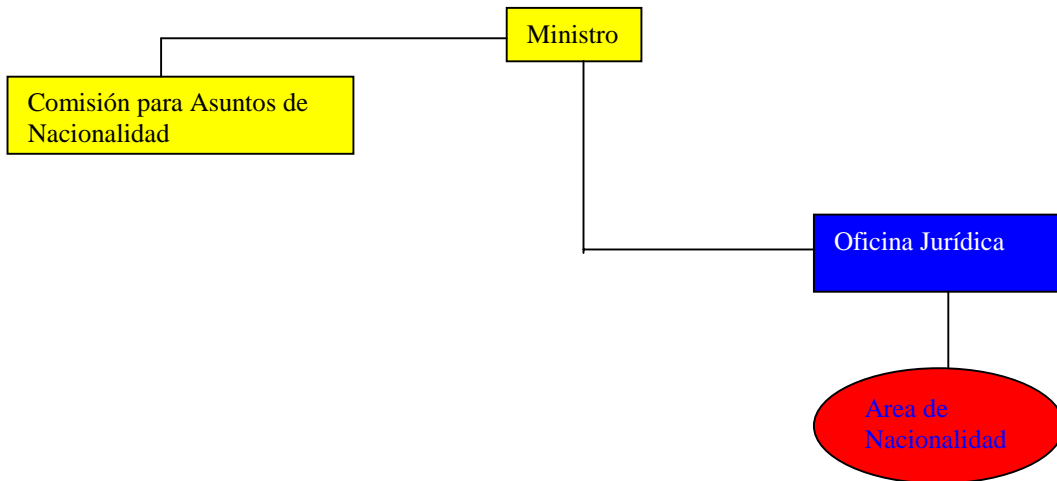 Ministro
Comisión para Asuntos de
Nacionalidad
Oficina Jurídica
Area de
Nacionalidad